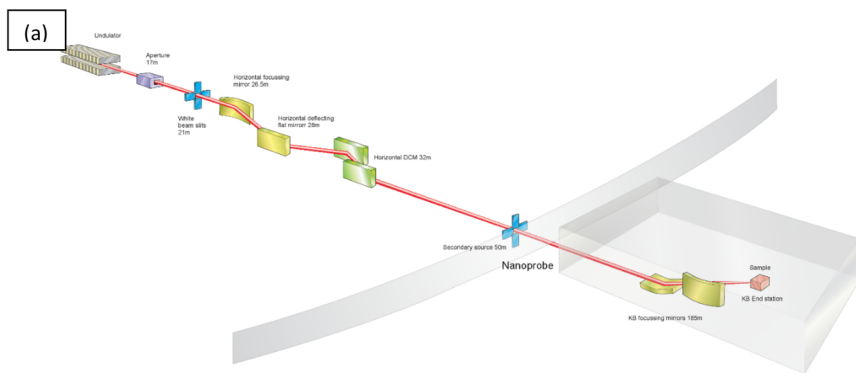 (a)
Undulator
Aperture
17m
White
beam slits
21m
Horizontal focussing
mirror 26.5m
Horizontal deflecting
flat mirrorr 28m
Horizontal DCM 32m
Secondary source 50m
Nanoprobe
Sample
KB End station
KB focussing mirrors 185m